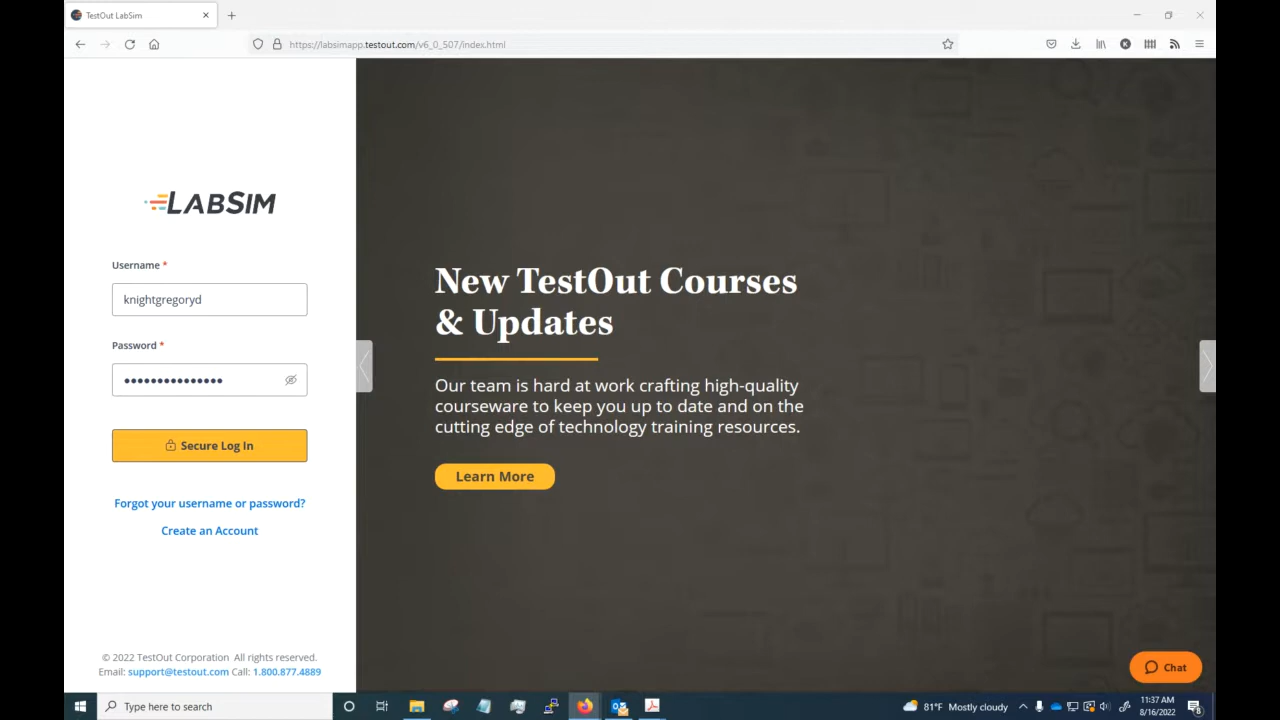 TestOut LabSim
https://labsimapp.testout.com/v6_0_507/index.html
LABSIM
Username *
knightgregoryd
Password *
•••••••••••••••
Secure Log In
Forgot your username or password?
Create an Account
© 2022 TestOut Corporation All rights reserved.
Email: support@testout.com Call: 1.800.877.4889
New TestOut Courses
& Updates
Our team is hard at work crafting high-quality
courseware to keep you up to date and on the
cutting edge of technology training resources.
Learn More
Chat
Type here to search
81°F Mostly cloudy
11:37 AM
8/16/2022